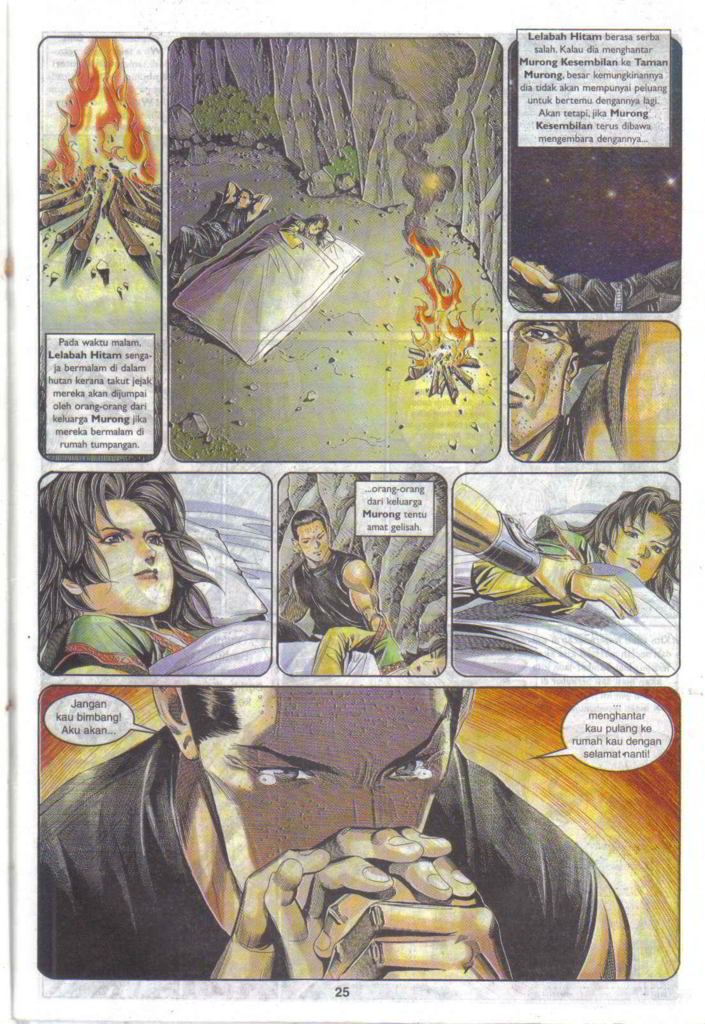 Pada waktu malam,
Lelabah Hitam senga-
ja bermalam di dalam
hutan kerana takut jejak
mereka akan dijumpai
oleh orang-orang dari
keluarga Murong jika
mereka bermalam di
rumah tumpangan.
Lelabah Hitam berasa serba
salah. Kalau dia menghantar
Murong Kesembilan ke Taman
Murong, besar kemungkinannya
dia tidak akan mempunyai peluang
untuk bertemu dengannya lagi.
Akan tetapi, jika Murong
Kesembilan terus dibawa
mengembara dengannya...
...orang-orang
dari keluarga
Murong tentu
amat gelisah.
Jangan
kau bimbang!
Aku akan...
...
menghantar
kau pulang ke
rumah kau dengan
selamat nanti!
25